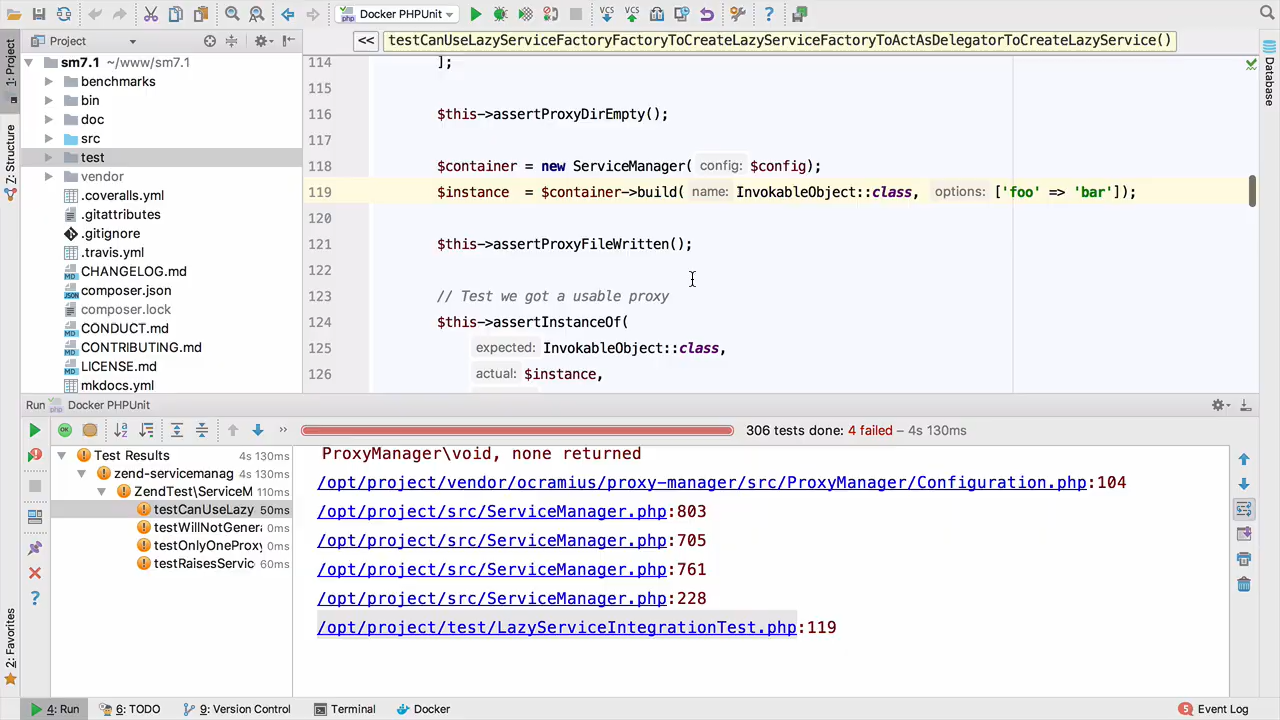 Docker PHPUnit
Project
<< testCanUseLazyServiceFactoryFactoryToCreateLazyServiceFactoryToActAsDelegatorToCreateLazyService()
1: Project
7: Structure
2: Favorites
Database
sm7.1 ~/www/sm7.1
benchmarks
bin
doc
src
test
vendor
.coveralls.yml
.gitattributes
.gitignore
.travis.yml
CHANGELOG.md
composer.json
composer.lock
CONDUCT.md
CONTRIBUTING.md
LICENSE.md
mkdocs.yml
114 ];
115
116 $this->assertProxyDirEmpty();
117
118 $container = new ServiceManager( config: $config);
119 $instance = $container->build( name: InvokableObject::class, options: ['foo' => 'bar']);
120
121 $this->assertProxyFileWritten();
122
123 // Test we got a usable proxy
124 $this->assertInstanceOf(
125 expected: InvokableObject::class,
126 actual: $instance,
Run Docker PHPUnit
306 tests done: 4 failed – 4s 130ms
Test Results 4s 130ms
zend-servicemanag 4s 130ms
ZendTest\ServiceM 110ms
testCanUseLazy 50ms
testWillNotGener 0ms
testOnlyOneProxy 0ms
testRaisesServic 60ms
ProxyManager\void, none returned
/opt/project/vendor/ocramius/proxy-manager/src/ProxyManager/Configuration.php:104
/opt/project/src/ServiceManager.php:803
/opt/project/src/ServiceManager.php:705
/opt/project/src/ServiceManager.php:761
/opt/project/src/ServiceManager.php:228
/opt/project/test/LazyServiceIntegrationTest.php:119
4: Run
6: TODO
9: Version Control
Terminal
Docker
5 Event Log